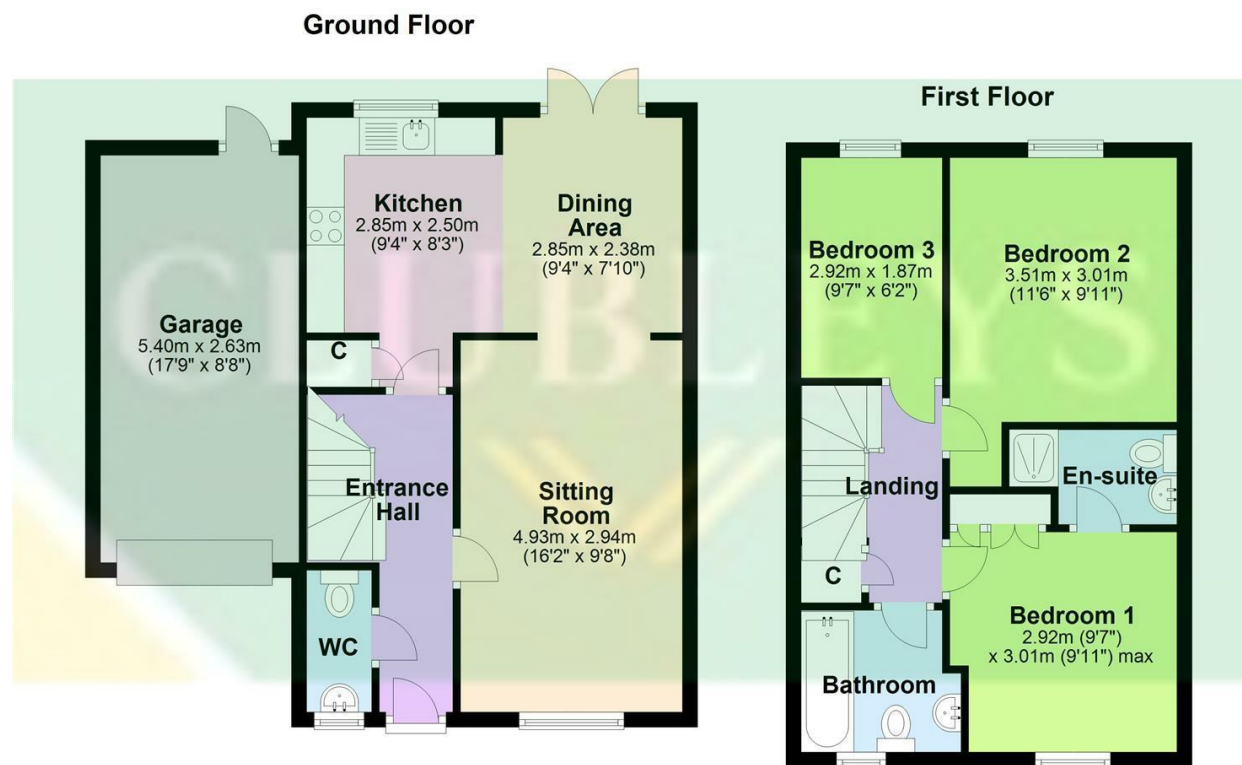 Ground Floor
First Floor
Kitchen
2.85m x 2.50m
(9'4" x 8'3")
Dining
Area
2.85m x 2.38m
(9'4" x 7'10")
Garage
5.40m x 2.63m
(17'9" x 8'8")
C
Entrance
Hall
Sitting
Room
4.93m x 2.94m
(16'2" x 9'8")
WC
Bedroom 3
2.92m x 1.87m
(9'7" x 6'2")
Bedroom 2
3.51m x 3.01m
(11'6" x 9'11")
En-suite
Landing
C
Bedroom 1
2.92m (9'7")
x 3.01m (9'11") max
Bathroom
CLUBLEYS